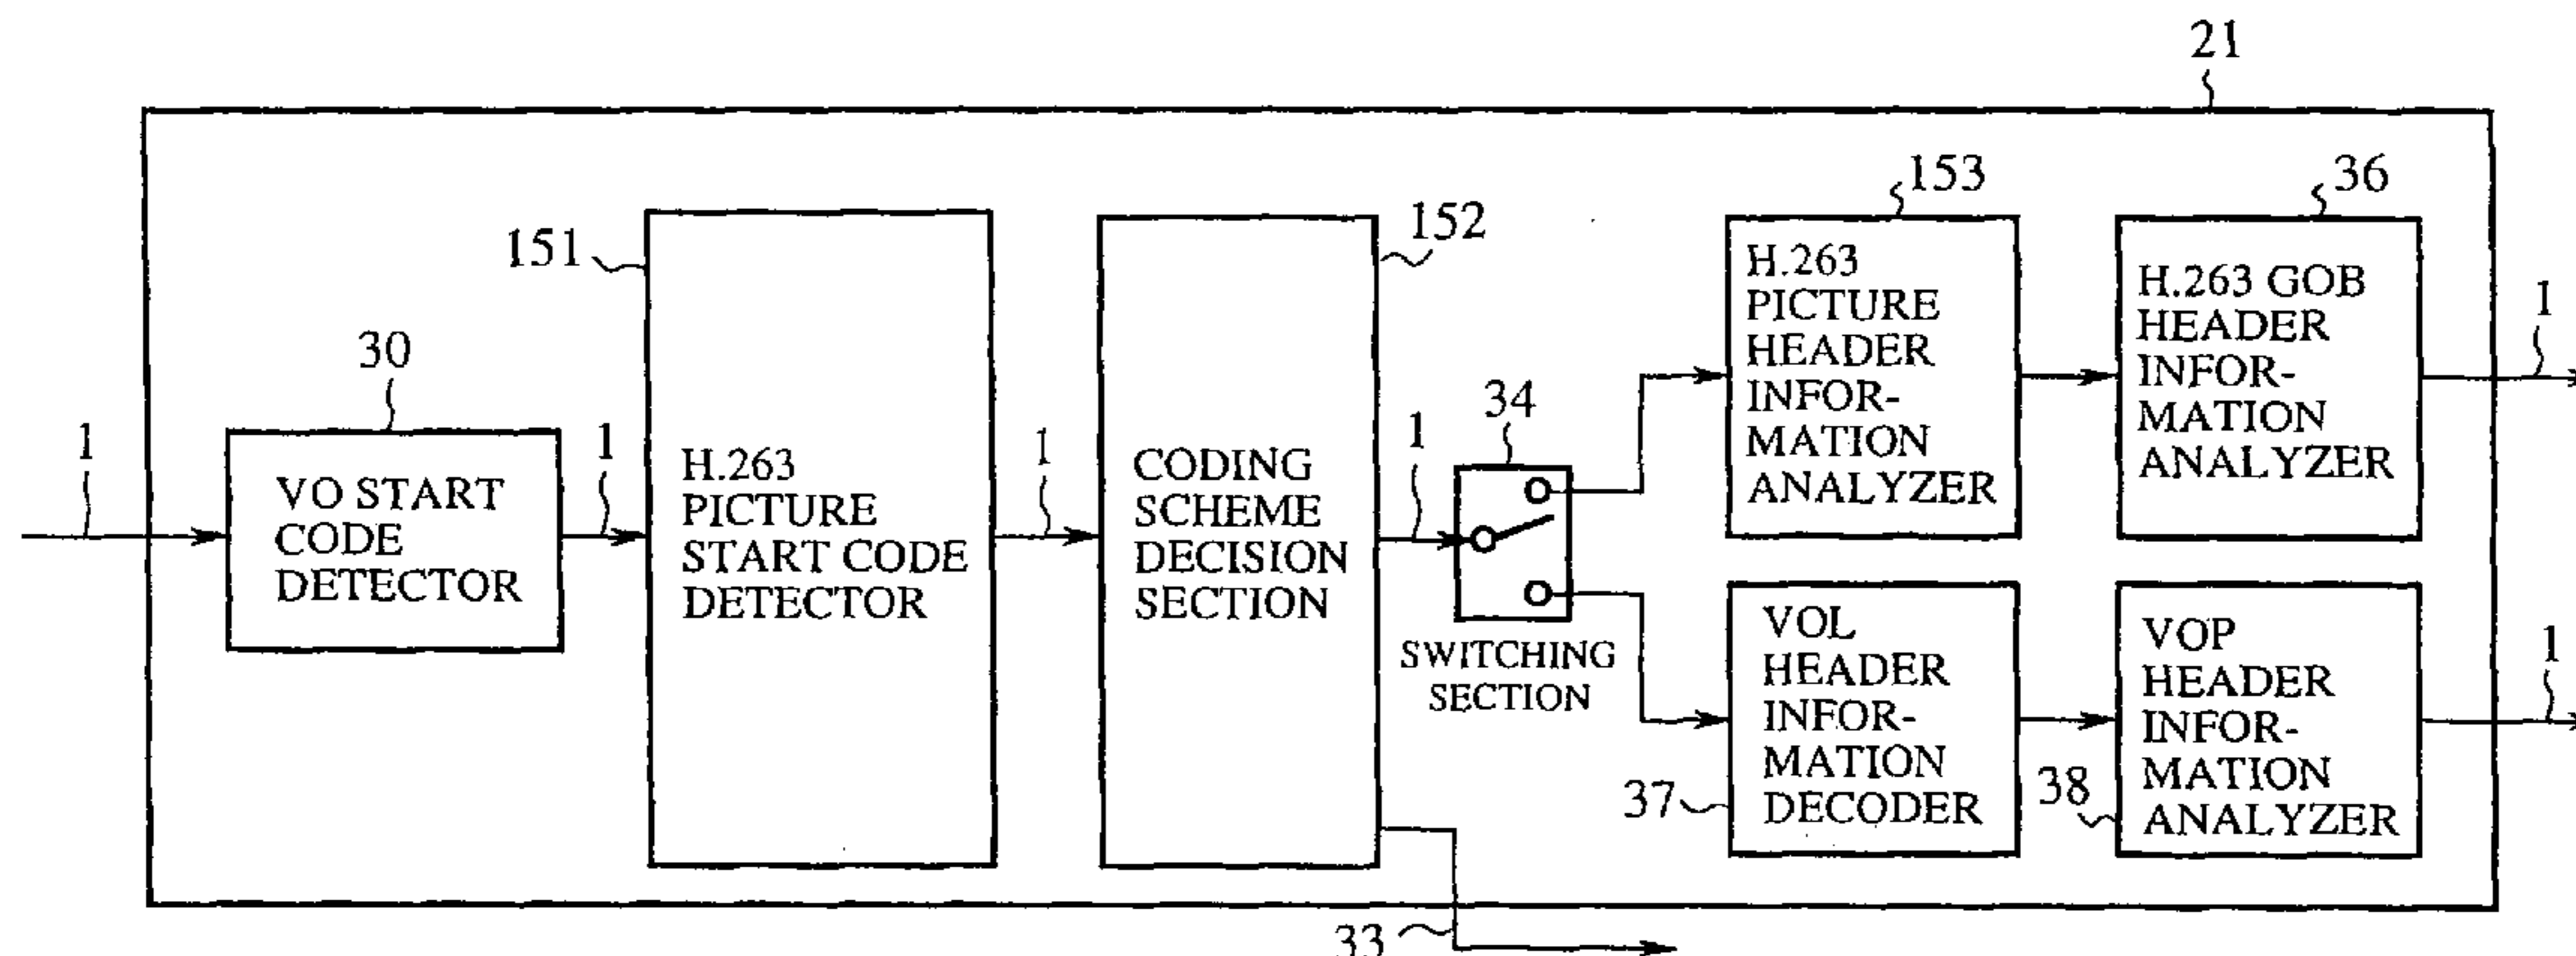 21
153
36
151
152
H.263
PICTURE
HEADER
INFOR-
MATION
ANALYZER
H.263 GOB
HEADER
INFOR-
MATION
ANALYZER
1
30
34
1
VO START
CODE
DETECTOR
1
H.263
PICTURE
START CODE
DETECTOR
1
CODING
SCHEME
DECISION
SECTION
1
SWITCHING
SECTION
VOL
HEADER
INFOR-
MATION
DECODER
37
VOP
HEADER
INFOR-
MATION
ANALYZER
38
1
33